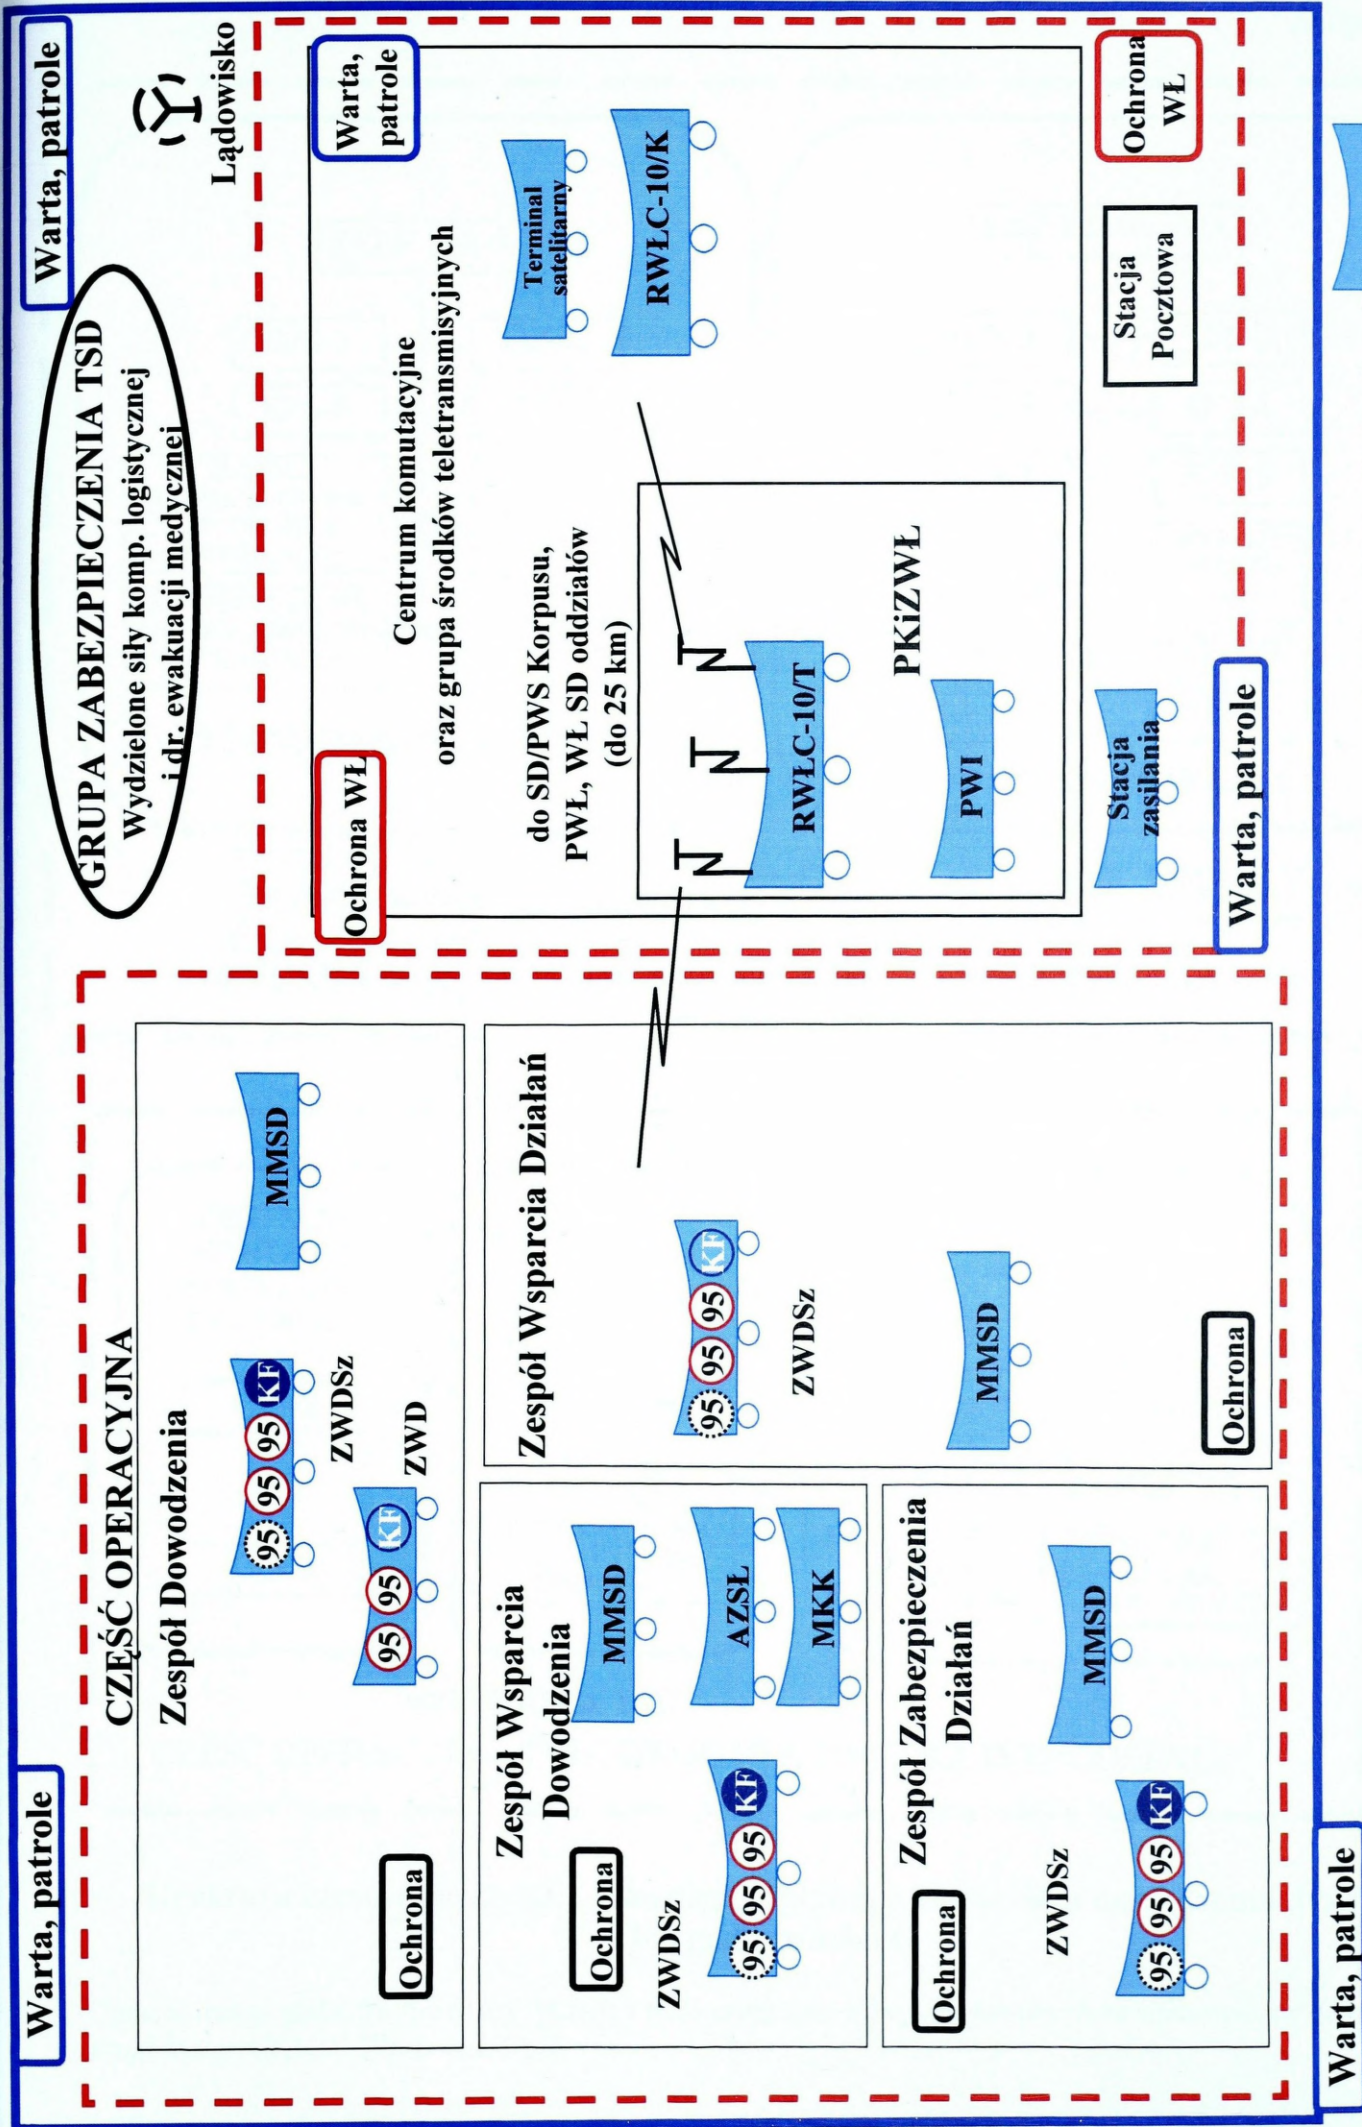 Warta, patrole
GRUPA ZABEZPIECZENIA TSD
Wydzielone siły komp. logistycznej
i dr. ewakuacji medycznej
Warta, patrole
Lądowisko
CZĘŚĆ OPERACYJNA
Zespół Dowodzenia
MMSD
95
95
95
KF
ZWDSz
95
95
KF
ZWD
Ochrona
Zespół Wsparcia
Dowodzenia
MMSD
AZSŁ
MKK
Ochrona
ZWDSz
95
95
95
KF
Zespół Wsparcia Działań
95
95
95
KF
ZWDSz
MMSD
Ochrona
Zespół Zabezpieczenia
Działań
MMSD
Ochrona
ZWDSz
95
95
95
KF
Ochrona WŁ
Warta,
patrole
Centrum komutacyjne
oraz grupa środków teletransmisyjnych
Terminal
satelitarny
RWŁC-10/K
do SD/PWS Korpusu,
PWŁ, WŁ SD oddziałów
(do 25 km)
RWŁC-10/T
PKiZWŁ
PWI
Stacja
zasilania
Stacja
Pocztowa
Ochrona
WŁ
Warta, patrole
Warta, patrole